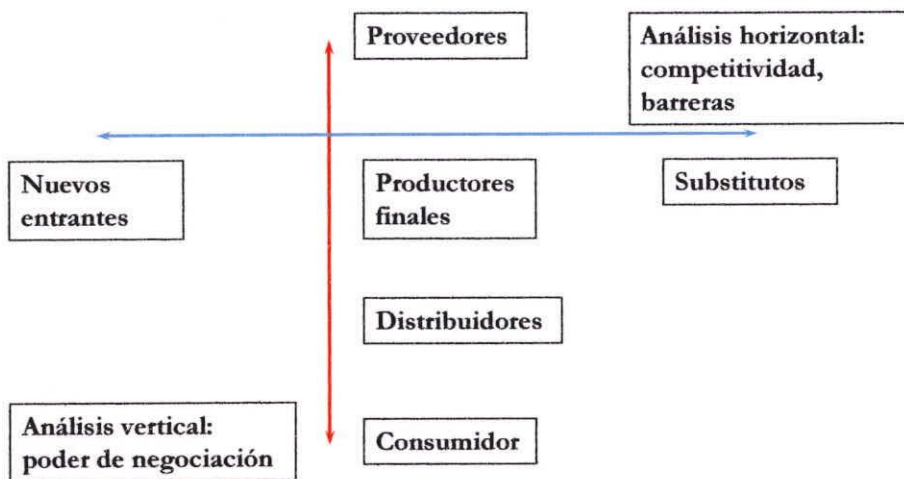 Proveedores
Análisis horizontal:
competitividad,
barreras
Nuevos
entrantes
Productores
finales
Substitutos
Distribuidores
Análisis vertical:
poder de negociación
Consumidor